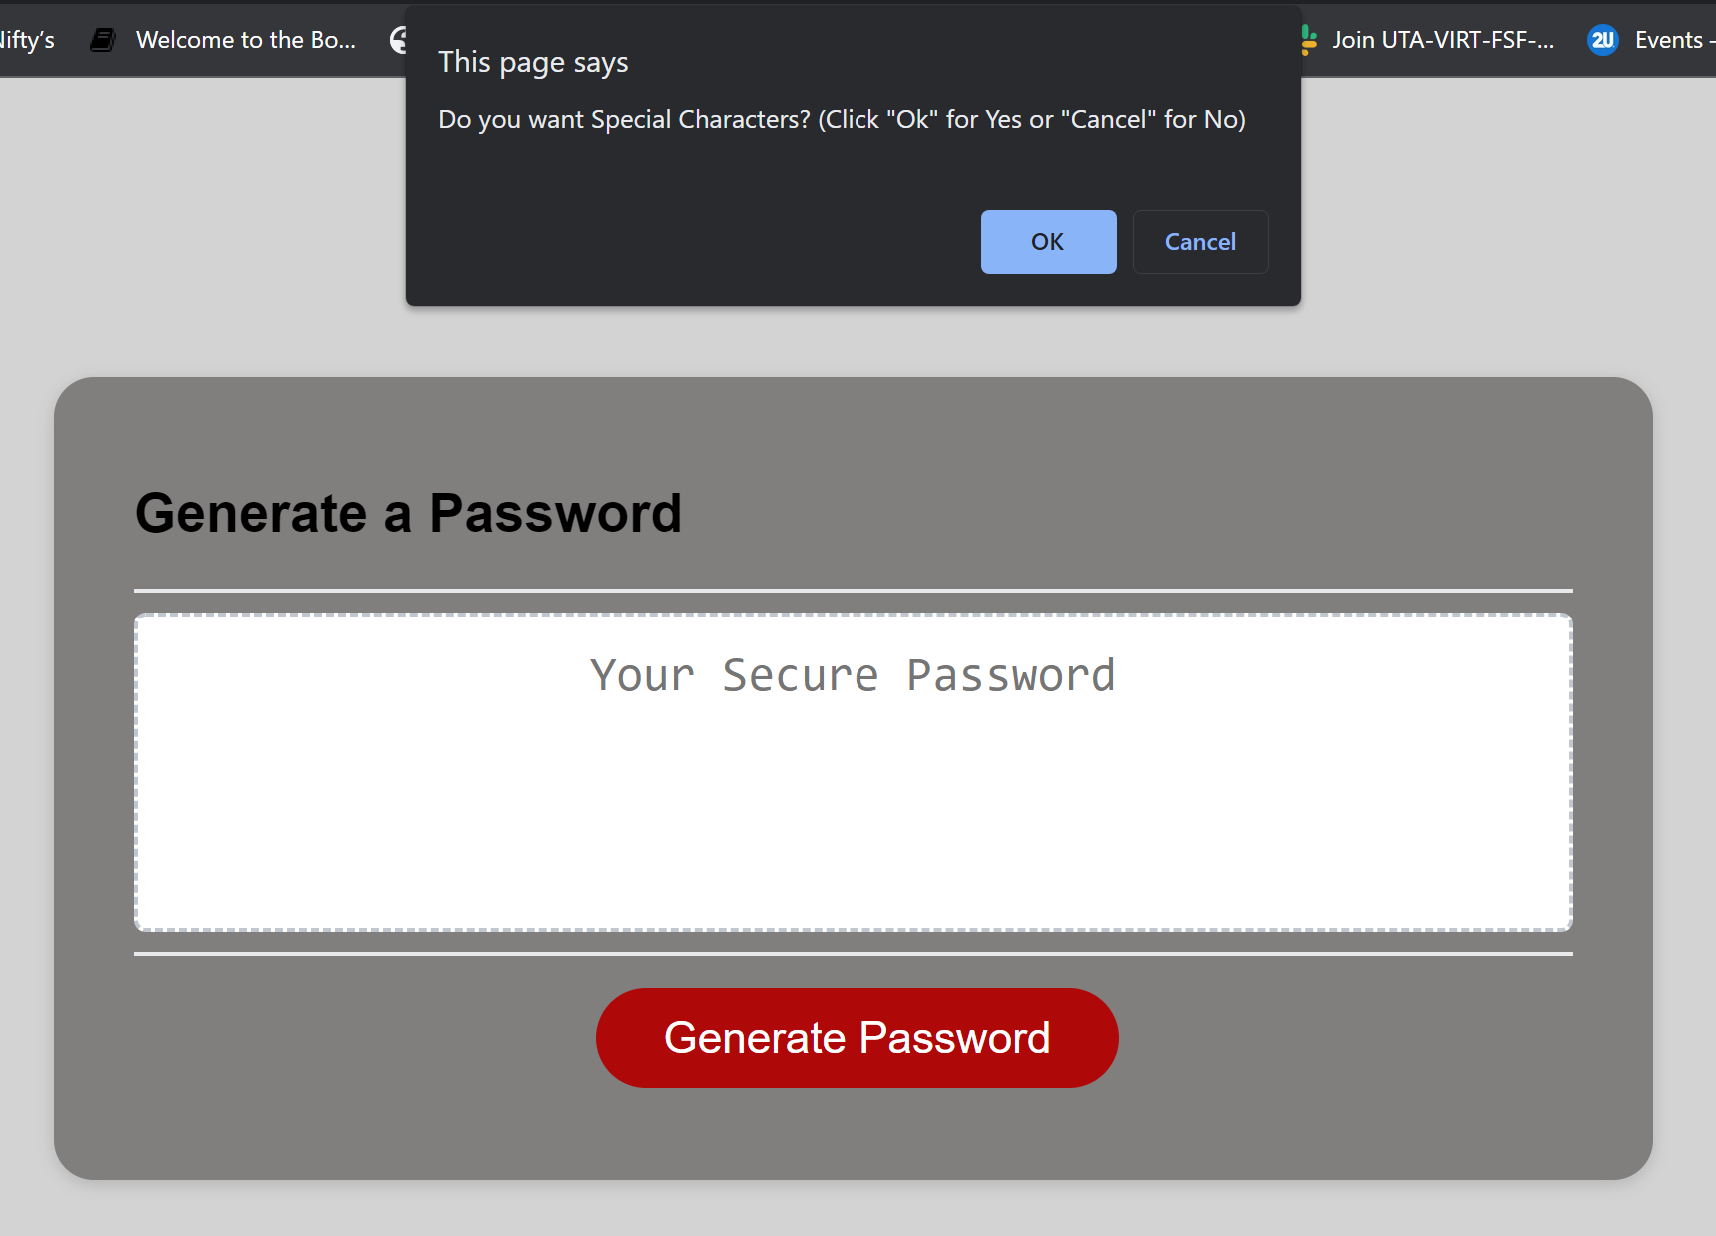 Nifty's
Welcome to the Bo...
Join UTA-VIRT-FSF-...
2U
Events -
This page says
Do you want Special Characters? (Click "Ok" for Yes or "Cancel" for No)
OK
Cancel
Generate a Password
Your Secure Password
Generate Password